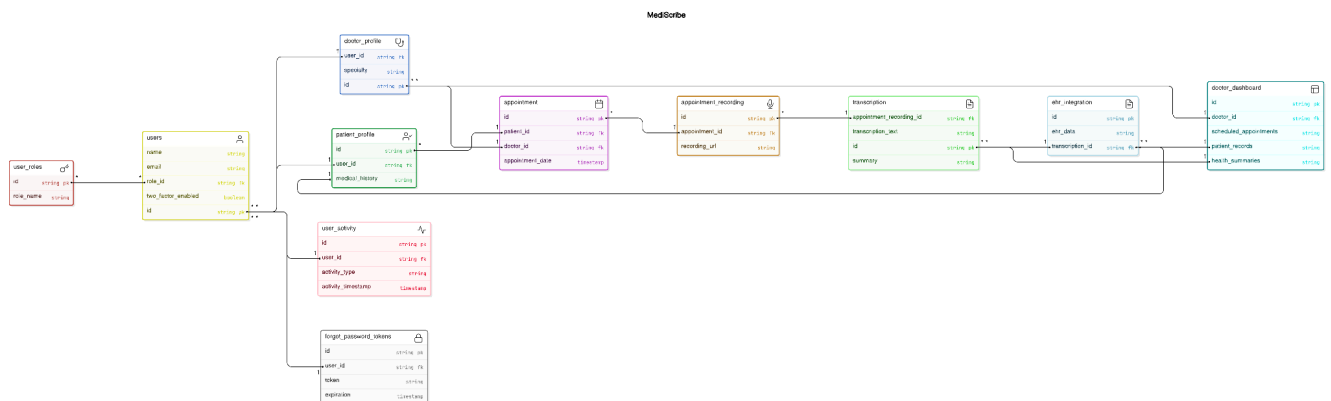 MediScribe
user_roles
id string pk
role_name string
users
name string
email string
role_id string fk
two_factor_enabled boolean
id string pk
doctor_profile
user_id string fk
specialty string
id string pk
patient_profile
id string pk
user_id string fk
medical_history string
user_activity
id string pk
user_id string fk
activity_type string
activity_timestamp timestamp
forgot_password_tokens
id string pk
user_id string fk
token string
expiration timestamp
appointment
id string pk
patient_id string fk
doctor_id string fk
appointment_date timestamp
appointment_recording
id string pk
appointment_id string fk
recording_url string
transcription
appointment_recording_id string fk
transcription_text string
id string pk
summary string
ehr_integration
id string pk
ehr_data string
transcription_id string fk
doctor_dashboard
id string pk
doctor_id string fk
scheduled_appointments string
patient_records string
health_summaries string